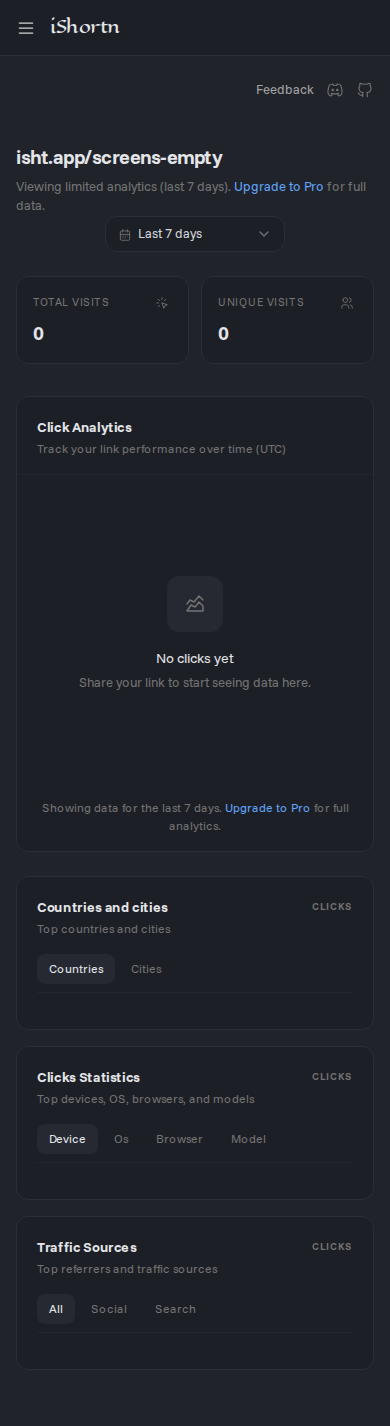 iShortn
Feedback
isht.app/screens-empty
Viewing limited analytics (last 7 days). Upgrade to Pro for full
data.
Last 7 days
TOTAL VISITS
0
UNIQUE VISITS
0
Click Analytics
Track your link performance over time (UTC)
No clicks yet
Share your link to start seeing data here.
Showing data for the last 7 days. Upgrade to Pro for full
analytics.
Countries and cities
CLICKS
Top countries and cities
Countries Cities
Clicks Statistics
CLICKS
Top devices, OS, browsers, and models
Device Os Browser Model
Traffic Sources
CLICKS
Top referrers and traffic sources
All Social Search